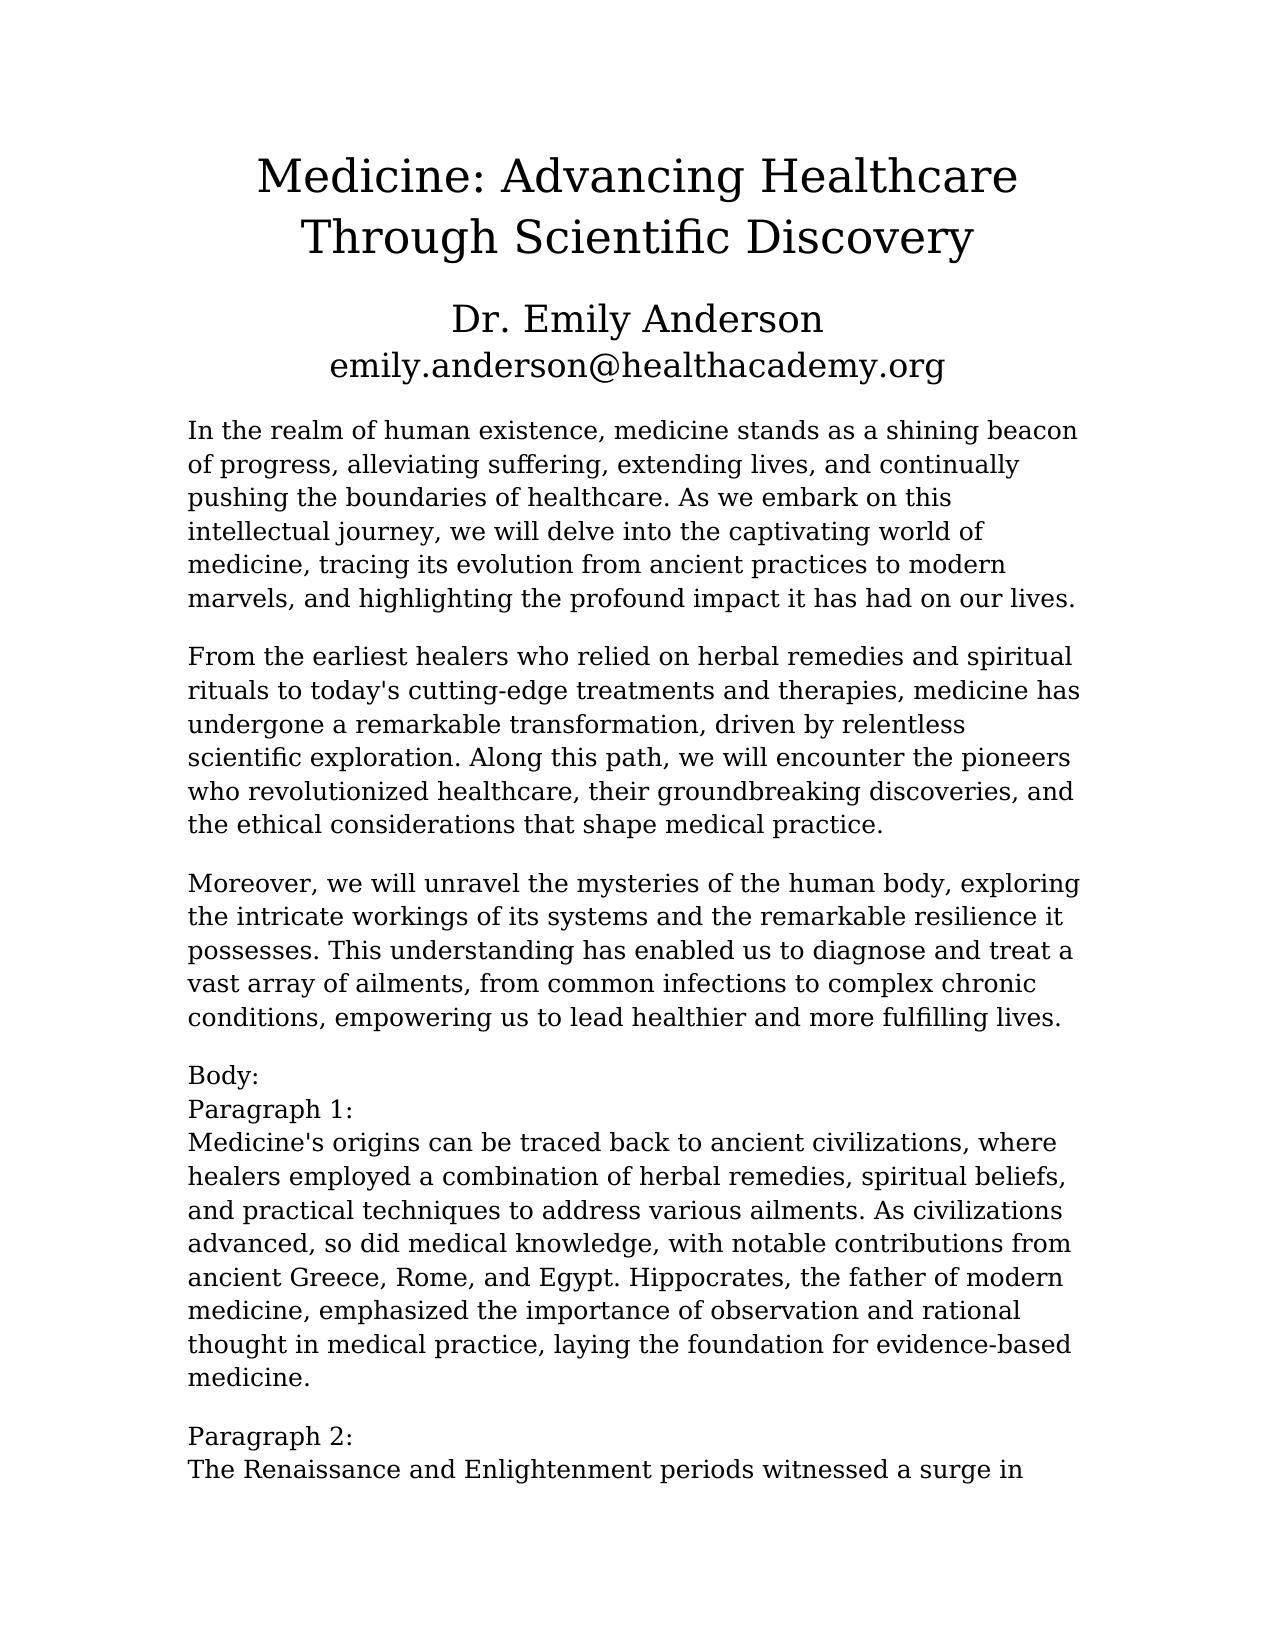 Medicine: Advancing Healthcare
Through Scientific Discovery
Dr. Emily Anderson
emily.anderson@healthacademy.org
In the realm of human existence, medicine stands as a shining beacon
of progress, alleviating suffering, extending lives, and continually
pushing the boundaries of healthcare. As we embark on this
intellectual journey, we will delve into the captivating world of
medicine, tracing its evolution from ancient practices to modern
marvels, and highlighting the profound impact it has had on our lives.
From the earliest healers who relied on herbal remedies and spiritual
rituals to today's cutting-edge treatments and therapies, medicine has
undergone a remarkable transformation, driven by relentless
scientific exploration. Along this path, we will encounter the pioneers
who revolutionized healthcare, their groundbreaking discoveries, and
the ethical considerations that shape medical practice.
Moreover, we will unravel the mysteries of the human body, exploring
the intricate workings of its systems and the remarkable resilience it
possesses. This understanding has enabled us to diagnose and treat a
vast array of ailments, from common infections to complex chronic
conditions, empowering us to lead healthier and more fulfilling lives.
Body:
Paragraph 1:
Medicine's origins can be traced back to ancient civilizations, where
healers employed a combination of herbal remedies, spiritual beliefs,
and practical techniques to address various ailments. As civilizations
advanced, so did medical knowledge, with notable contributions from
ancient Greece, Rome, and Egypt. Hippocrates, the father of modern
medicine, emphasized the importance of observation and rational
thought in medical practice, laying the foundation for evidence-based
medicine.
Paragraph 2:
The Renaissance and Enlightenment periods witnessed a surge in